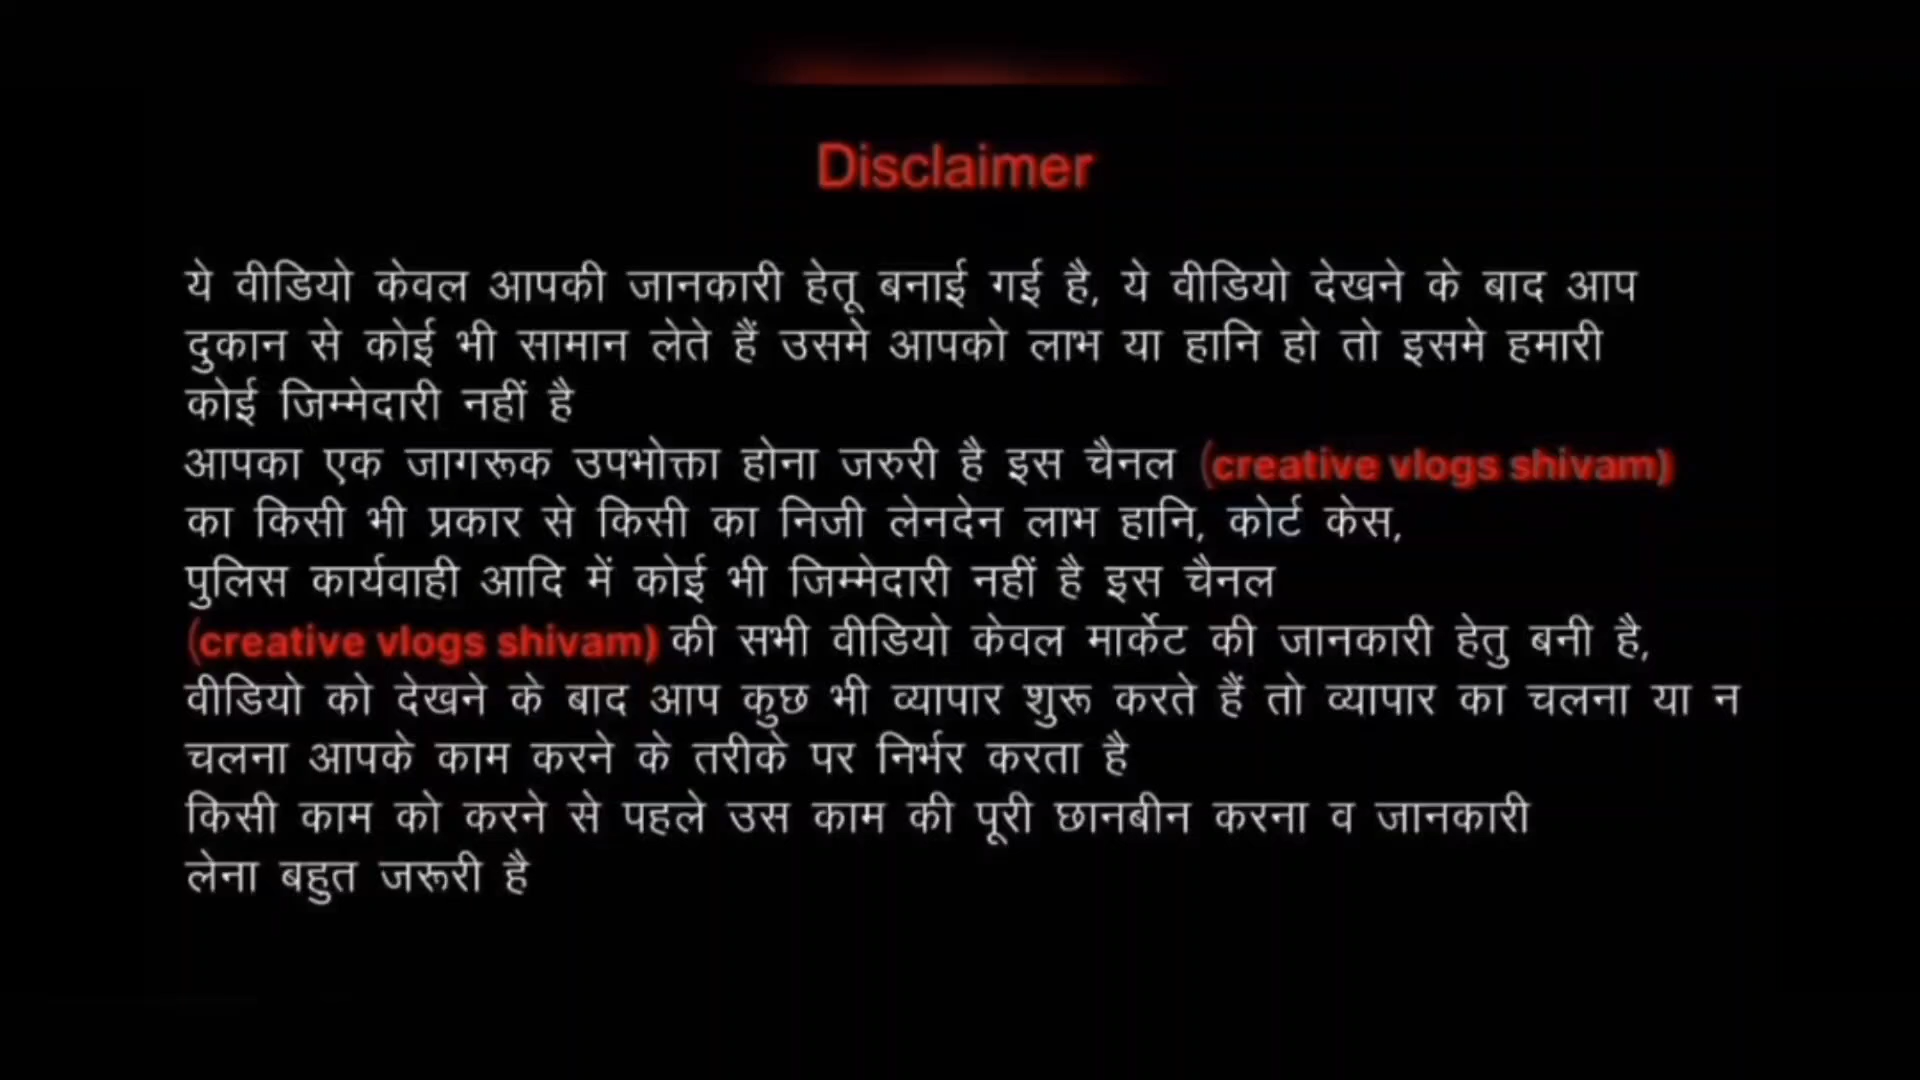 Disclaimer
ये वीडियो केवल आपकी जानकारी हेतू बनाई गई है, ये वीडियो देखने के बाद आप
दुकान से कोई भी सामान लेते हैं उसमे आपको लाभ या हानि हो तो इसमे हमारी
कोई जिम्मेदारी नहीं है
आपका एक जागरूक उपभोक्ता होना जरुरी है इस चैनल (creative vlogs shivam)
का किसी भी प्रकार से किसी का निजी लेनदेन लाभ हानि, कोर्ट केस,
पुलिस कार्यवाही आदि में कोई भी जिम्मेदारी नहीं है इस चैनल
(creative vlogs shivam) की सभी वीडियो केवल मार्केट की जानकारी हेतु बनी है,
वीडियो को देखने के बाद आप कुछ भी व्यापार शुरू करते हैं तो व्यापार का चलना या न
चलना आपके काम करने के तरीके पर निर्भर करता है
किसी काम को करने से पहले उस काम की पूरी छानबीन करना व जानकारी
लेना बहुत जरूरी है